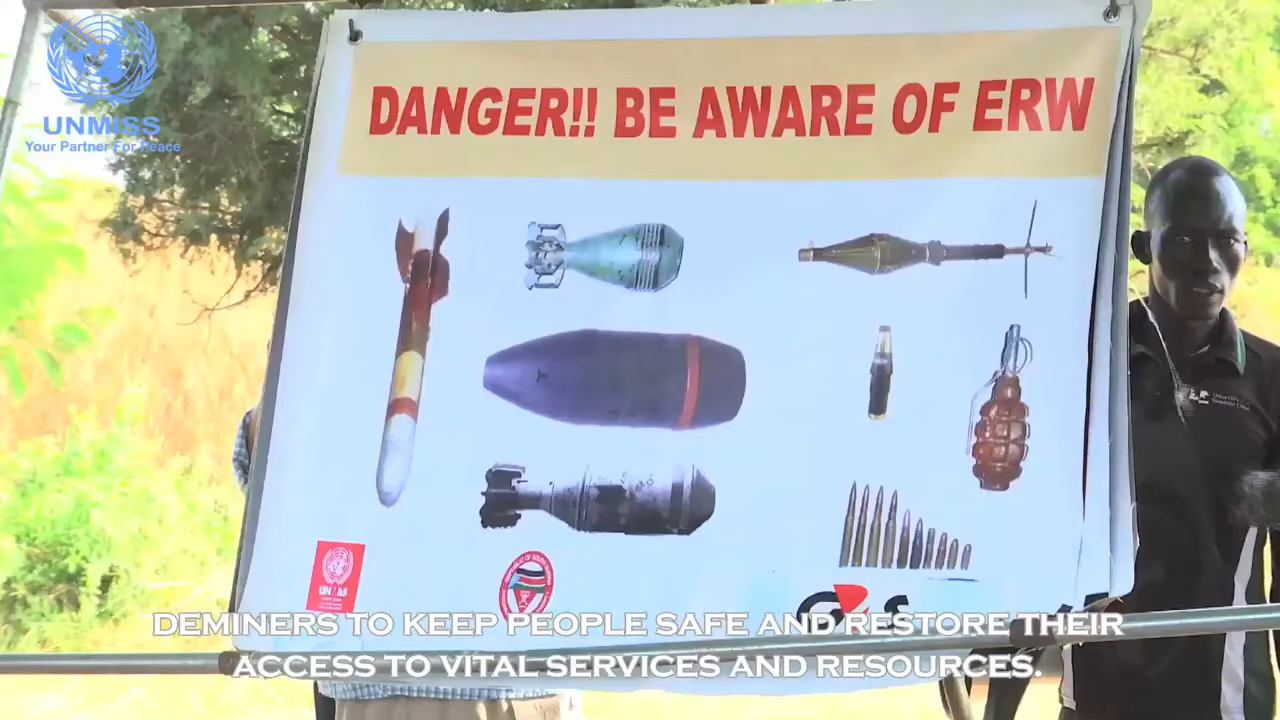 UNMISS
Your Partner For Peace
DANGER!! BE AWARE OF ERW
G4S
DEMINERS TO KEEP PEOPLE SAFE AND RESTORE THEIR
ACCESS TO VITAL SERVICES AND RESOURCES.